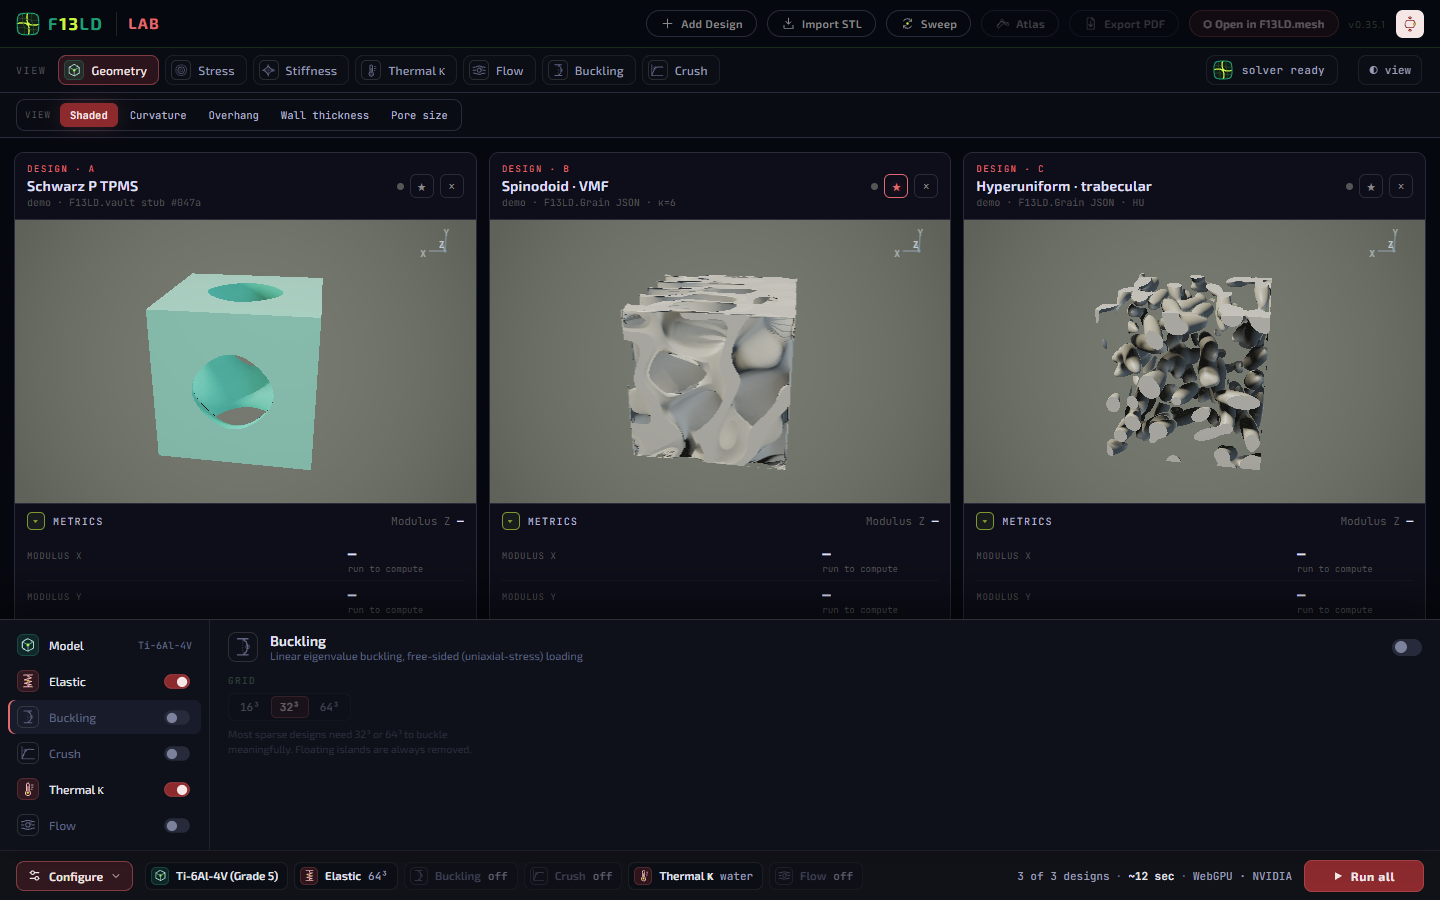 F13LD LAB
Add Design
Import STL
Sweep
Atlas
Export PDF
Open in F13LD.mesh
v0.35.1
VIEW
Geometry
Stress
Stiffness
Thermal κ
Flow
Buckling
Crush
solver ready
view
VIEW
Shaded
Curvature
Overhang
Wall thickness
Pore size
DESIGN · A
Schwarz P TPMS
demo · F13LD.vault stub #047a
DESIGN · B
Spinodoid · VMF
demo · F13LD.Grain JSON · κ=6
DESIGN · C
Hyperuniform · trabecular
demo · F13LD.Grain JSON · HU
Y
Z
X
Y
Z
X
Y
Z
X
METRICS
Modulus Z —
METRICS
Modulus Z —
METRICS
Modulus Z —
MODULUS X
—
run to compute
MODULUS X
—
run to compute
MODULUS X
—
run to compute
MODULUS Y
—
run to compute
MODULUS Y
—
run to compute
MODULUS Y
—
run to compute
Model
Ti-6Al-4V
Elastic
Buckling
Crush
Thermal κ
Flow
Buckling
Linear eigenvalue buckling, free-sided (uniaxial-stress) loading
GRID
16³
32³
64³
Most sparse designs need 32³ or 64³ to buckle
meaningfully. Floating islands are always removed.
Configure
Ti-6Al-4V (Grade 5)
Elastic 64³
Buckling off
Crush off
Thermal κ water
Flow off
3 of 3 designs · ~12 sec · WebGPU · NVIDIA
Run all